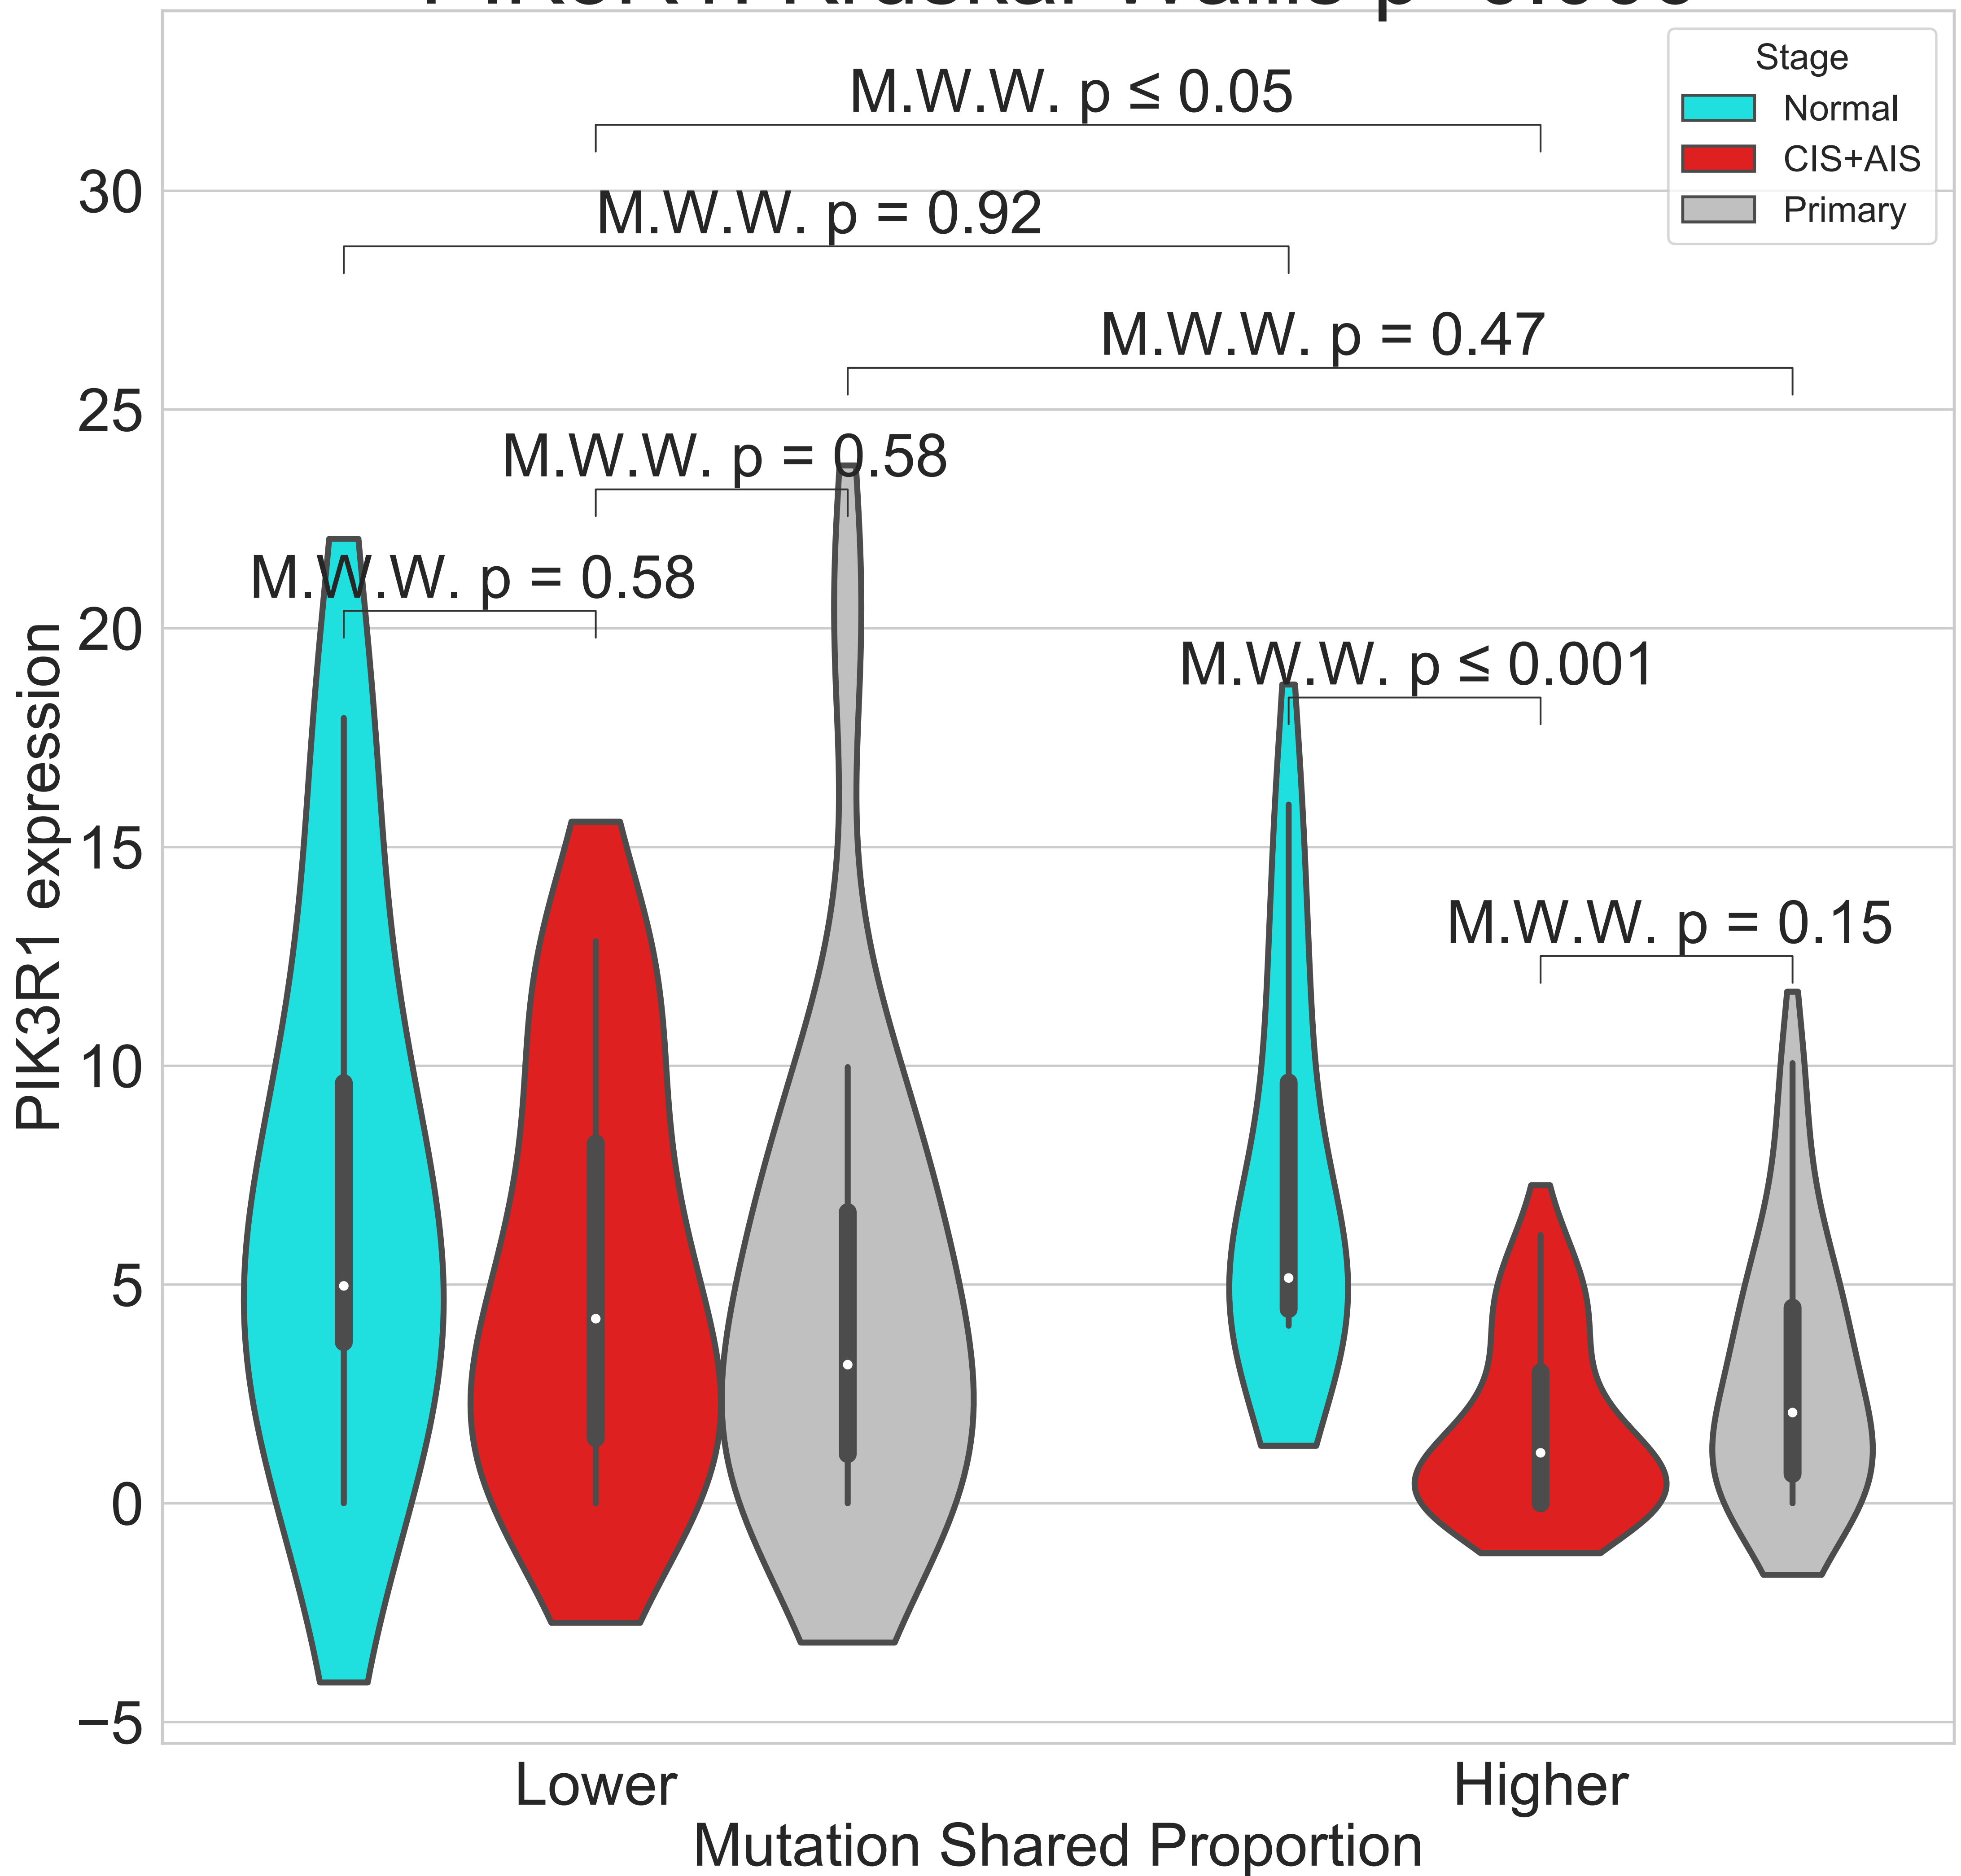 Stage
Normal
CIS+AIS
Primary
M.W.W. p ≤ 0.05
M.W.W. p = 0.92
M.W.W. p = 0.47
M.W.W. p = 0.58
M.W.W. p = 0.58
M.W.W. p ≤ 0.001
M.W.W. p = 0.15
30
25
20
15
10
5
0
−5
PIK3R1 expression
Lower
Higher
Mutation Shared Proportion